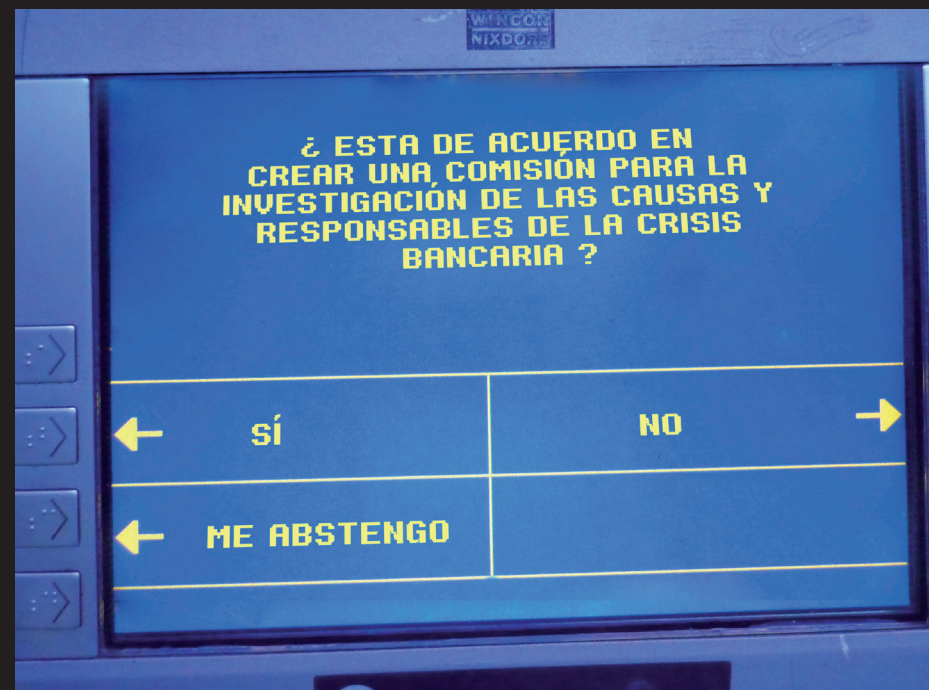 WINCOR
NIXDORF
¿ ESTA DE ACUERDO EN
CREAR UNA COMISIÓN PARA LA
INVESTIGACIÓN DE LAS CAUSAS Y
RESPONSABLES DE LA CRISIS
BANCARIA ?
SÍ
NO
ME ABSTENGO